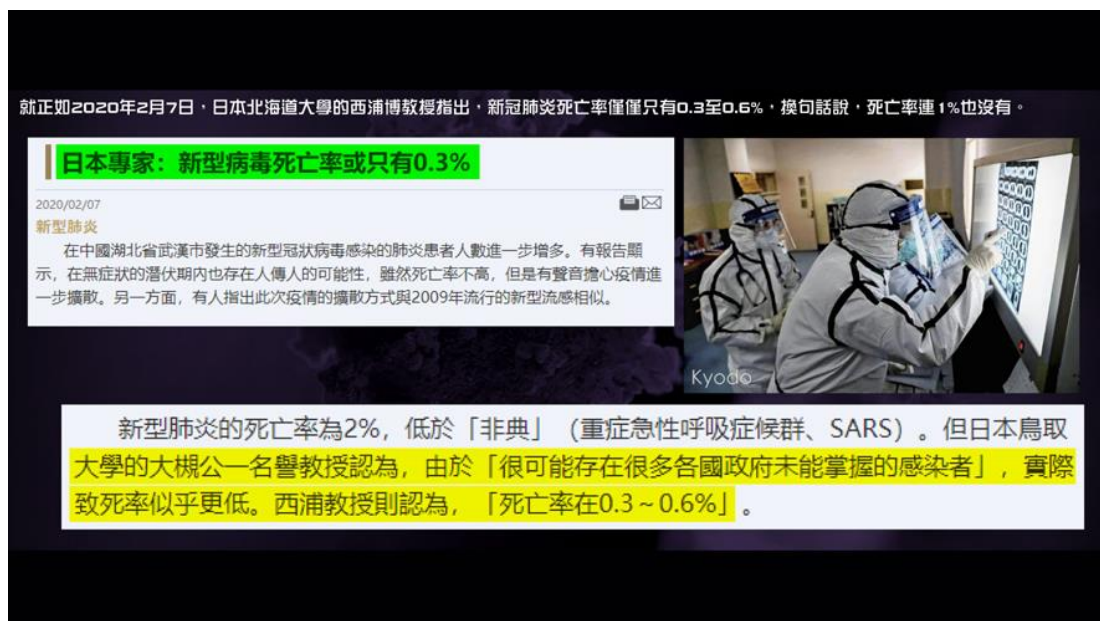 就正如2020年2月7日，日本北海道大學的西浦博教授指出，新冠肺炎死亡率僅僅只有0.3至0.6%，換句話說，死亡率連1%也沒有。
日本專家：新型病毒死亡率或只有0.3%
2020/02/07
新型肺炎
在中國湖北省武漢市發生的新型冠狀病毒感染的肺炎患者人數進一步增多。有報告顯
示，在無症狀的潛伏期內也存在人傳人的可能性，雖然死亡率不高，但是有聲音擔心疫情進
一步擴散。另一方面，有人指出此次疫情的擴散方式與2009年流行的新型流感相似。
Kyodo
新型肺炎的死亡率為2%，低於「非典」（重症急性呼吸症候群、SARS）。但日本鳥取
大學的大槻公一名譽教授認為，由於「很可能存在很多各國政府未能掌握的感染者」，實際
致死率似乎更低。西浦教授則認為，「死亡率在0.3～0.6%」。